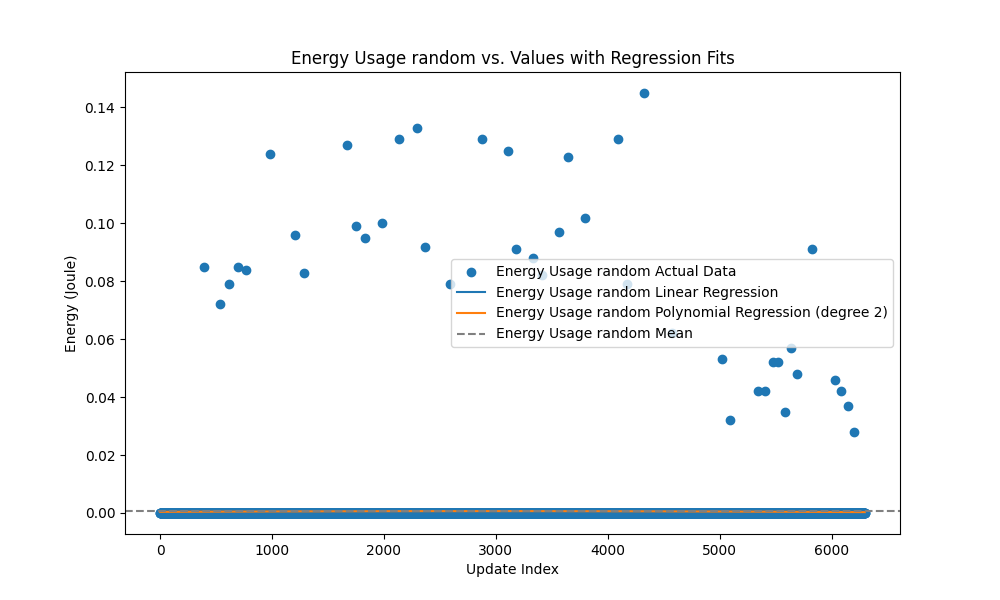 Energy Usage random vs. Values with Regression Fits
Energy (Joule)
0.14
0.12
0.10
0.08
0.06
0.04
0.02
0.00
Energy Usage random Actual Data
Energy Usage random Linear Regression
Energy Usage random Polynomial Regression (degree 2)
Energy Usage random Mean
0 1000 2000 3000 4000 5000 6000
Update Index